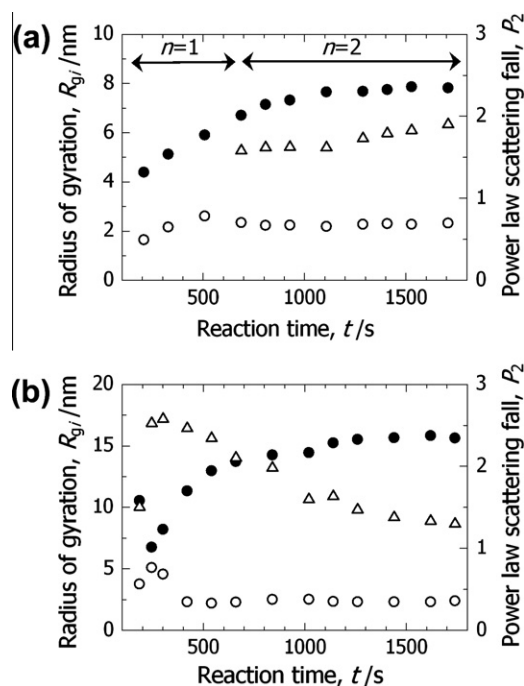 (a)
n=1 n=2
Radius of gyration, Rgi/nm
10
8
6
4
2
0
3
2
1
0
Power law scattering fall, P2
500 1000 1500
Reaction time, t/s
(b)
Radius of gyration, Rgi/nm
20
15
10
5
0
3
2
1
0
Power law scattering fall, P2
500 1000 1500
Reaction time, t/s